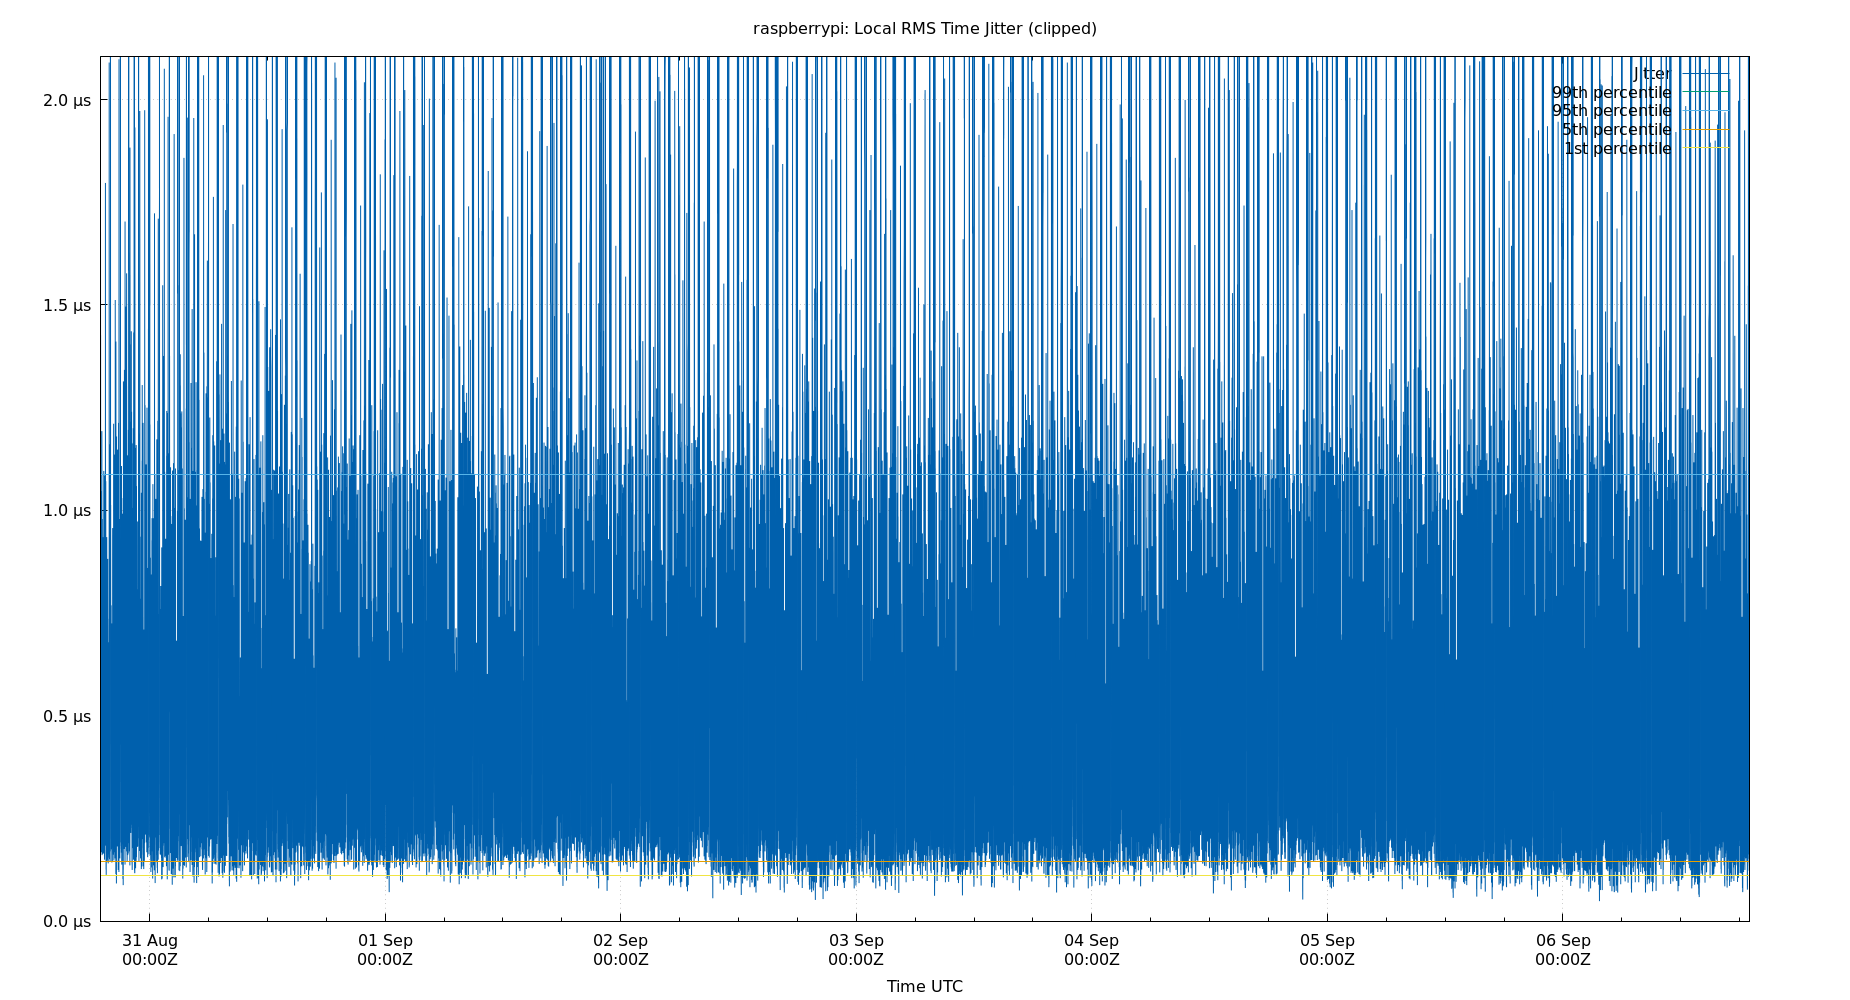 raspberrypi: Local RMS Time Jitter (clipped)
Jitter
99th percentile
95th percentile
5th percentile
1st percentile
2.0 µs
1.5 µs
1.0 µs
0.5 µs
0.0 µs
31 Aug 01 Sep 02 Sep 03 Sep 04 Sep 05 Sep 06 Sep
00:00Z 00:00Z 00:00Z 00:00Z 00:00Z 00:00Z 00:00Z
Time UTC